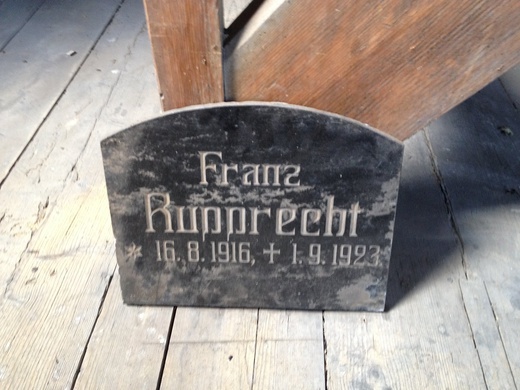 Franz
Rupprecht
* 16. 8. 1916, + 1. 9. 1923